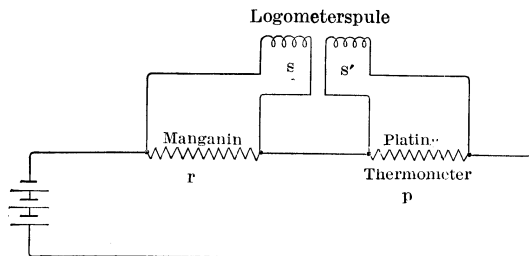 Logometerspule
s s′
Manganin Platin
r Thermometer
p